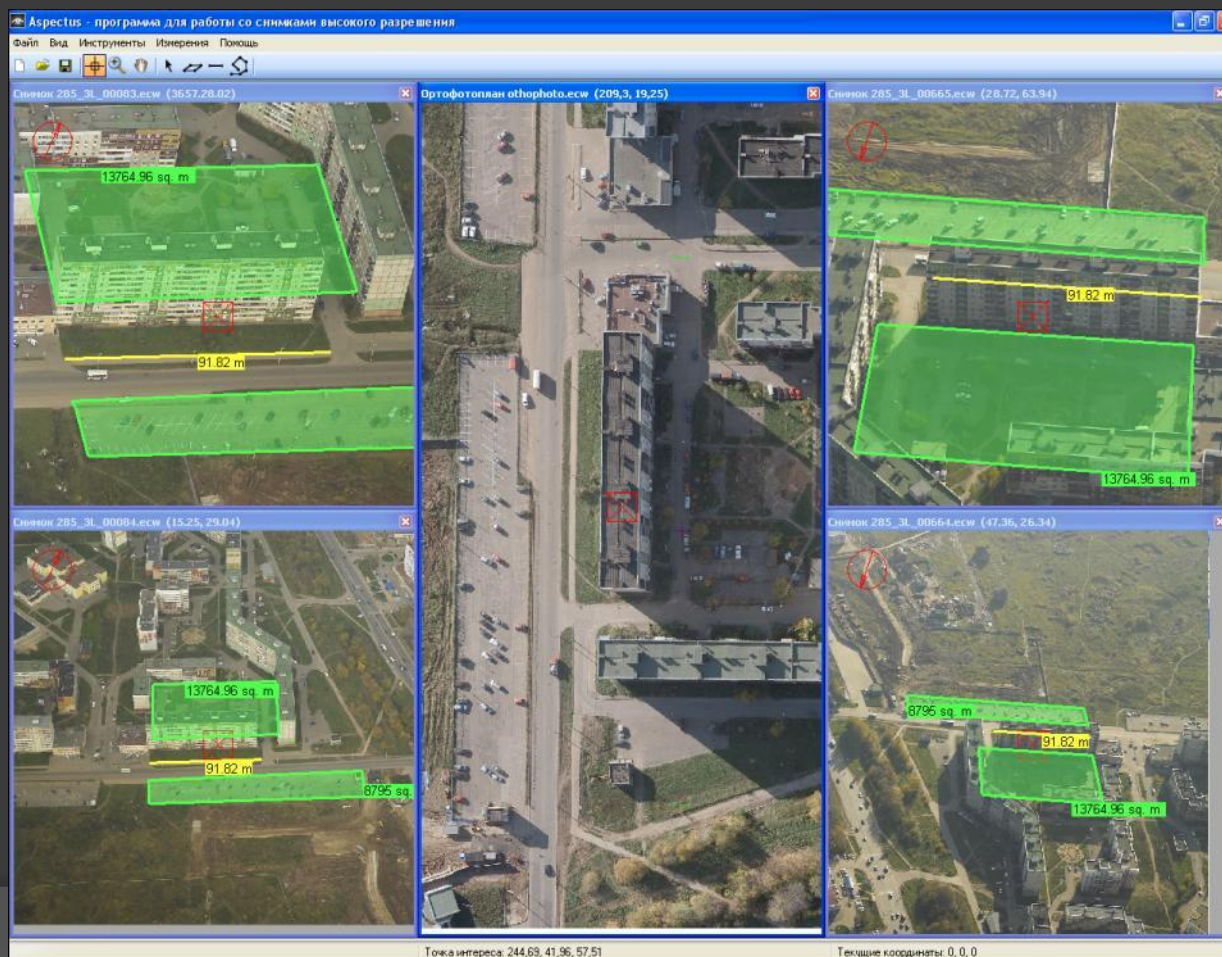 Aspectus - программа для работы со снимками высокого разрешения
Файл Вид Инструменты Измерения Помощь
Снимок 285_3L_00083.ecw (3657.28.02)
13764.96 sq. m
91.82 m
Ортофотоплан othophoto.ecw (209,3, 19,25)
Снимок 285_3L_00665.ecw (28.72, 63.94)
91.82 m
13764.96 sq. m
Снимок 285_3L_00084.ecw (15.25, 29.04)
13764.96 sq. m
91.82 m
8795 sq.
Снимок 285_3L_00664.ecw (47.36, 26.34)
8795 sq. m
91.82 m
13764.96 sq. m
Точка интереса: 244,69, 41,96, 57,51
Текущие координаты: 0, 0, 0